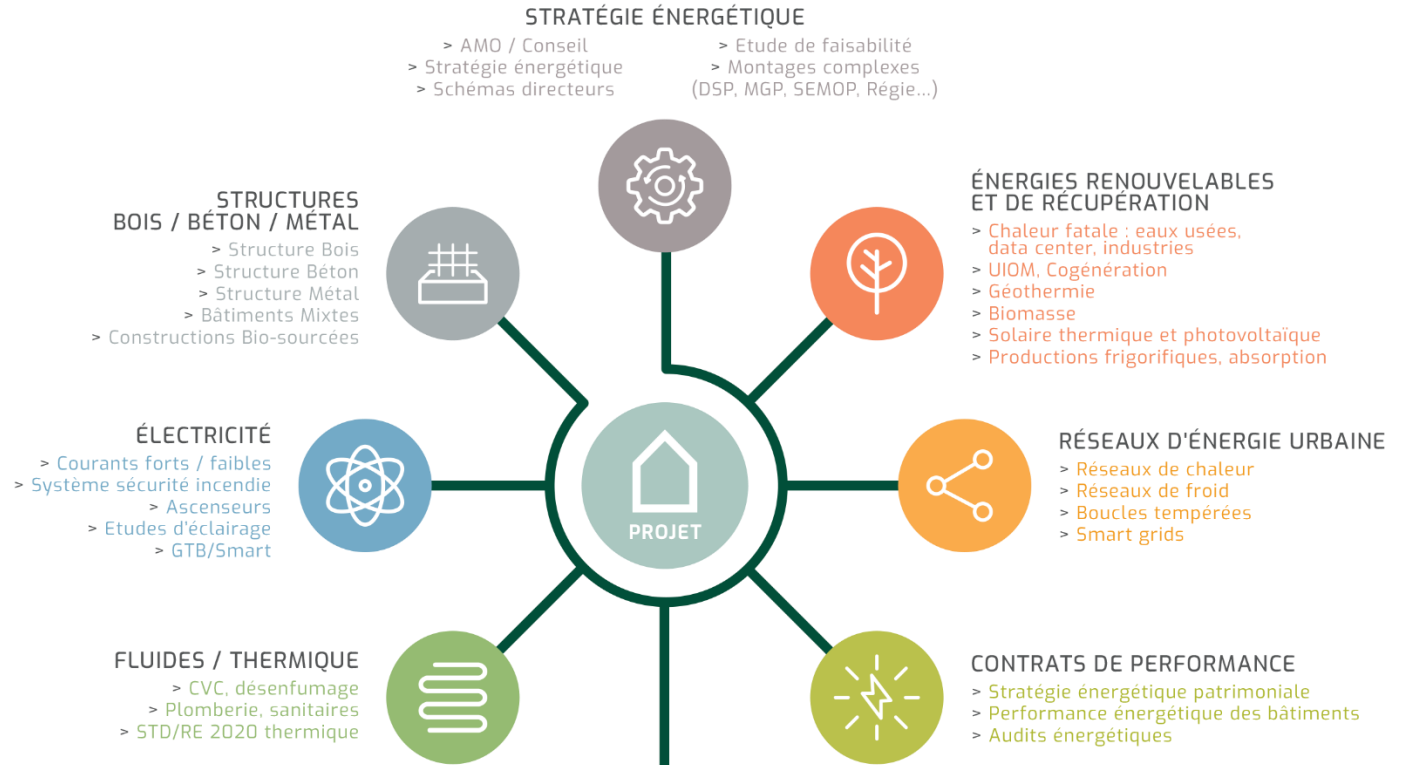 STRATÉGIE ÉNERGÉTIQUE
> AMO / Conseil
> Stratégie énergétique
> Schémas directeurs
> Etude de faisabilité
> Montages complexes
(DSP, MGP, SEMOP, Régie...)
STRUCTURES
BOIS / BÉTON / MÉTAL
> Structure Bois
> Structure Béton
> Structure Métal
> Bâtiments Mixtes
> Constructions Bio-sourcées
ÉNERGIES RENOUVELABLES
ET DE RÉCUPÉRATION
> Chaleur fatale : eaux usées,
data center, industries
> UIOM, Cogénération
> Géothermie
> Biomasse
> Solaire thermique et photovoltaïque
> Productions frigorifiques, absorption
ÉLECTRICITÉ
> Courants forts / faibles
> Système sécurité incendie
> Ascenseurs
> Etudes d'éclairage
> GTB/Smart
PROJET
RÉSEAUX D'ÉNERGIE URBAINE
> Réseaux de chaleur
> Réseaux de froid
> Boucles tempérées
> Smart grids
FLUIDES / THERMIQUE
> CVC, désenfumage
> Plomberie, sanitaires
> STD/RE 2020 thermique
CONTRATS DE PERFORMANCE
> Stratégie énergétique patrimoniale
> Performance énergétique des bâtiments
> Audits énergétiques